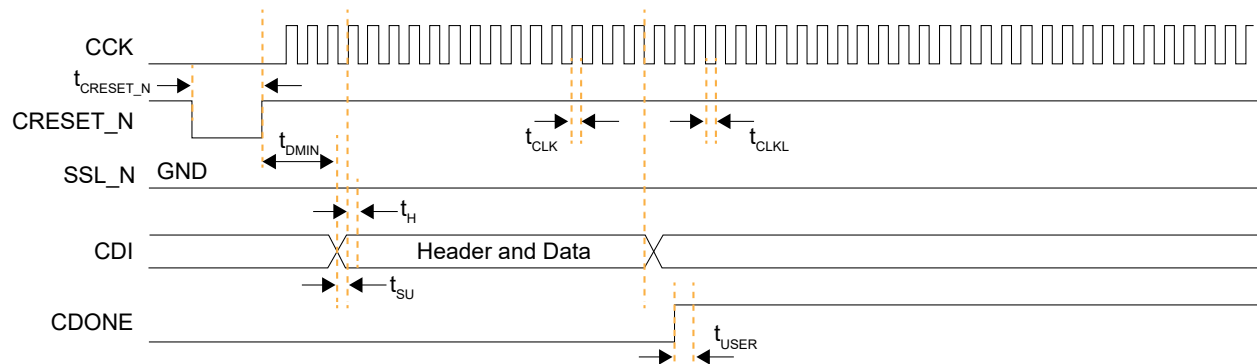 CCK
tCRESET_N
CRESET_N
tDMIN
tCLK
tCLKL
SSL_N
GND
tH
CDI
Header and Data
tSU
CDONE
tUSER